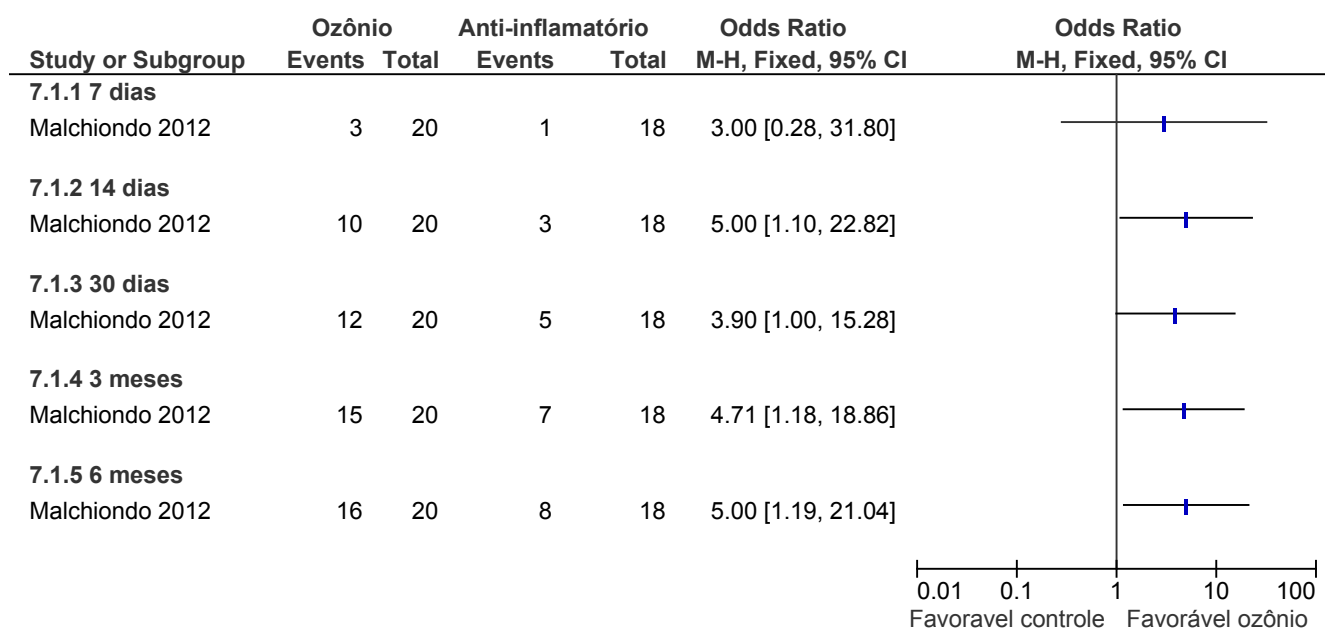 Ozônio Anti-inflamatório Odds Ratio Odds Ratio
Study or Subgroup Events Total Events Total M-H, Fixed, 95% CI M-H, Fixed, 95% CI
7.1.1 7 dias
Malchiondo 2012 3 20 1 18 3.00 [0.28, 31.80]
7.1.2 14 dias
Malchiondo 2012 10 20 3 18 5.00 [1.10, 22.82]
7.1.3 30 dias
Malchiondo 2012 12 20 5 18 3.90 [1.00, 15.28]
7.1.4 3 meses
Malchiondo 2012 15 20 7 18 4.71 [1.18, 18.86]
7.1.5 6 meses
Malchiondo 2012 16 20 8 18 5.00 [1.19, 21.04]
0.01 0.1 1 10 100
Favoravel controle Favorável ozônio